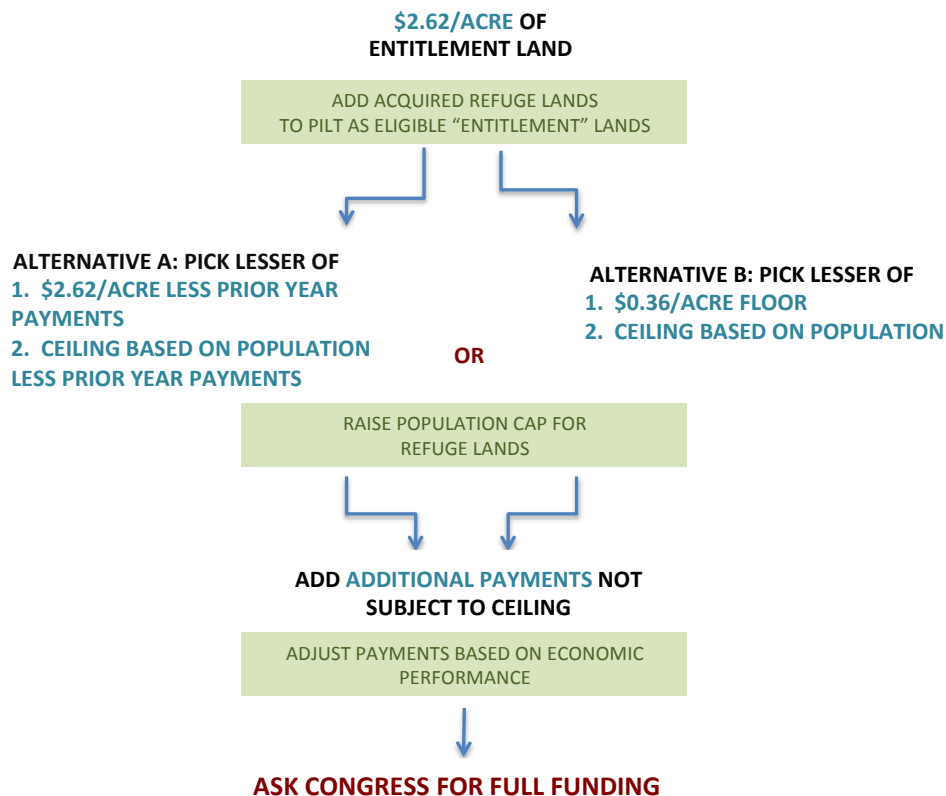 $2.62/ACRE OF
ENTITLEMENT LAND
ADD ACQUIRED REFUGE LANDS
TO PILT AS ELIGIBLE “ENTITLEMENT” LANDS
ALTERNATIVE A: PICK LESSER OF
1. $2.62/ACRE LESS PRIOR YEAR
PAYMENTS
2. CEILING BASED ON POPULATION
LESS PRIOR YEAR PAYMENTS
OR
ALTERNATIVE B: PICK LESSER OF
1. $0.36/ACRE FLOOR
2. CEILING BASED ON POPULATION
RAISE POPULATION CAP FOR
REFUGE LANDS
ADD ADDITIONAL PAYMENTS NOT
SUBJECT TO CEILING
ADJUST PAYMENTS BASED ON ECONOMIC
PERFORMANCE
ASK CONGRESS FOR FULL FUNDING